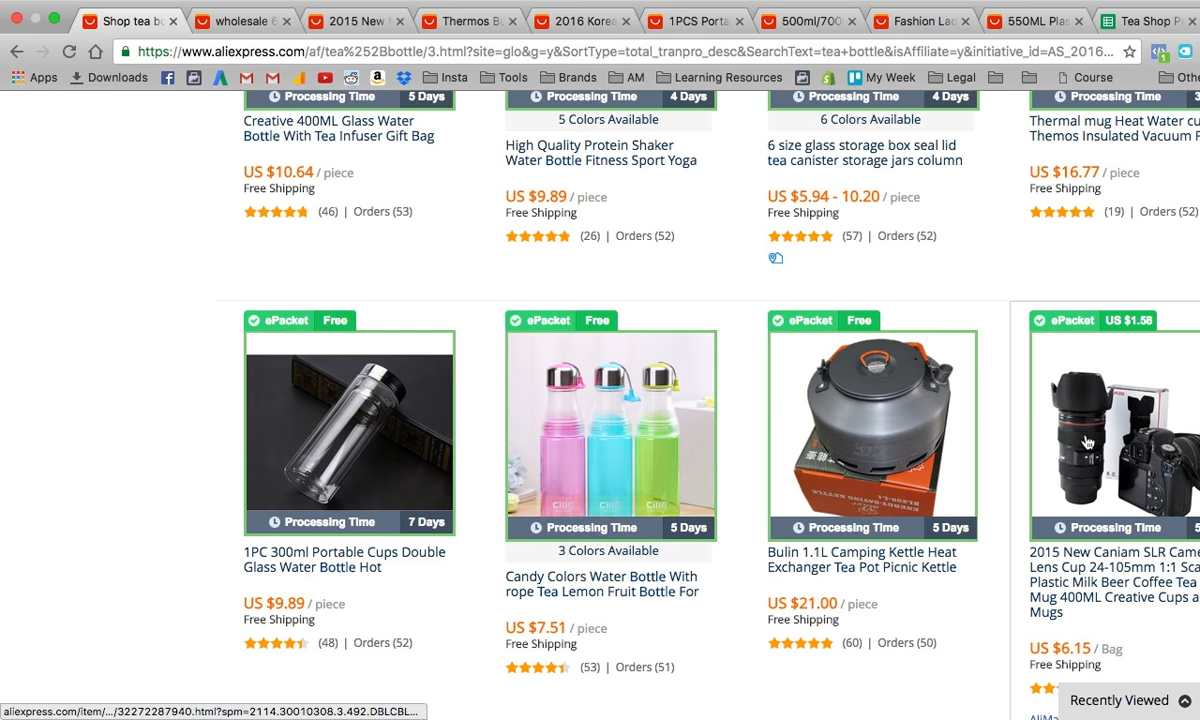 Shop tea bo
wholesale 6
2015 New
Thermos B
2016 Korea
1PCS Porta
500ml/700
Fashion Lad
550ML Plas
Tea Shop P
https://www.aliexpress.com/af/tea%252Bbottle/3.html?site=glo&g=y&SortType=total_tranpro_desc&SearchText=tea+bottle&isAffiliate=y&initiative_id=AS_2016...
Apps
Downloads
Insta
Tools
Brands
AM
Learning Resources
My Week
Legal
Course
Oth
Processing Time 5 Days
Creative 400ML Glass Water
Bottle With Tea Infuser Gift Bag
US $10.64 / piece
Free Shipping
(46) | Orders (53)
Processing Time 4 Days
5 Colors Available
High Quality Protein Shaker
Water Bottle Fitness Sport Yoga
US $9.89 / piece
Free Shipping
(26) | Orders (52)
Processing Time 4 Days
6 Colors Available
6 size glass storage box seal lid
tea canister storage jars column
US $5.94 - 10.20 / piece
Free Shipping
(57) | Orders (52)
Processing Time
Thermal mug Heat Water cu
Themos Insulated Vacuum F
US $16.77 / piece
Free Shipping
(19) | Orders (52)
ePacket Free
Processing Time 7 Days
1PC 300ml Portable Cups Double
Glass Water Bottle Hot
US $9.89 / piece
Free Shipping
(48) | Orders (52)
ePacket Free
Cille Cille Cille
Processing Time 5 Days
3 Colors Available
Candy Colors Water Bottle With
rope Tea Lemon Fruit Bottle For
US $7.51 / piece
Free Shipping
(53) | Orders (51)
ePacket Free
ENERGY-SAVING KETTLE
Processing Time 5 Days
Bulin 1.1L Camping Kettle Heat
Exchanger Tea Pot Picnic Kettle
US $21.00 / piece
Free Shipping
(60) | Orders (50)
ePacket US $1.58
Processing Time 5
2015 New Caniam SLR Came
Lens Cup 24-105mm 1:1 Sca
Plastic Milk Beer Coffee Tea
Mug 400ML Creative Cups a
Mugs
US $6.15 / Bag
Free Shipping
Recently Viewed
aliexpress.com/item/.../32272287940.html?spm=2114.30010308.3.492.DBLCBL...